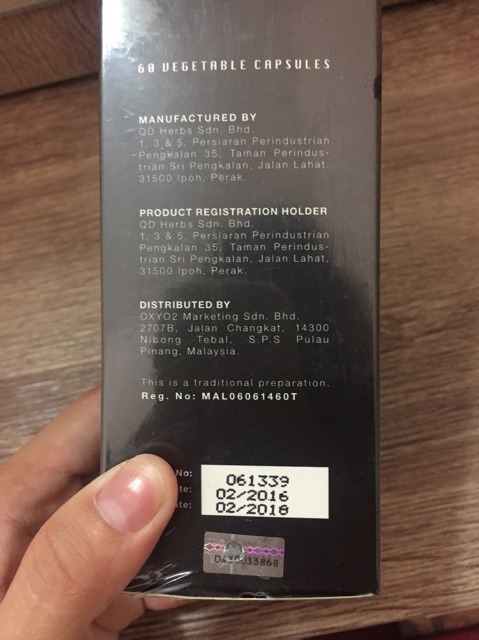 60 VEGETABLE CAPSULES
MANUFACTURED BY
QD Herbs Sdn. Bhd.
1, 3 & 5, Persiaran Perindustrian
Pengkalan 35, Taman Perindus-
trian Sri Pengkalan, Jalan Lahat,
31500 Ipoh, Perak.
PRODUCT REGISTRATION HOLDER
QD Herbs Sdn. Bhd.
1, 3 & 5, Persiaran Perindustrian
Pengkalan 35, Taman Perindus-
trian Sri Pengkalan, Jalan Lahat,
31500 Ipoh, Perak.
DISTRIBUTED BY
OXYO2 Marketing Sdn. Bhd.
2707B, Jalan Changkat, 14300
Nibong Tebal, S.P.S Pulau
Pinang, Malaysia.
This is a traditional preparation.
Reg. No: MAL06061460T
No: 061339
02/2016
02/2018